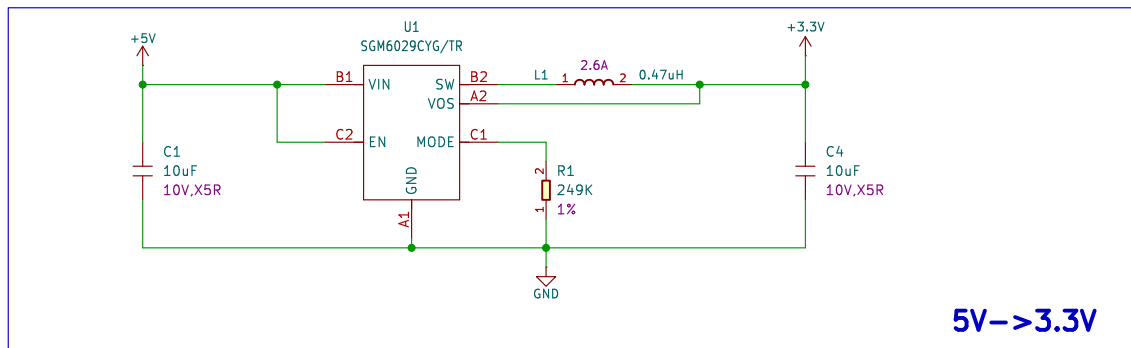 U1
SGM6029CYG/TR
+5V
+3.3V
B1 VIN
SW B2
L1 1 2.6A 2 0.47uH
VOS A2
C2 EN
MODE C1
GND
A1
C1
10uF
10V,X5R
2 R1
249K
1 1%
C4
10uF
10V,X5R
GND
5V->3.3V